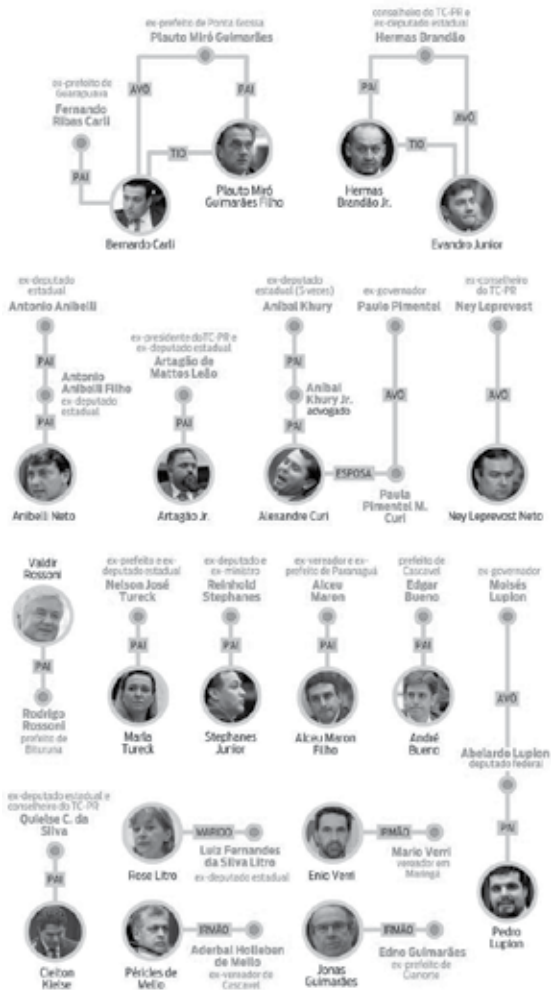 ex-prefeito de Ponta Grossa
Plauto Miró Guimarães
AVÔ
PAI
ex-prefeito de
Guarapuava
Fernando
Ribas Carli
PAI
TIO
Bernardo Carli
Plauto Miró
Guimarães Filho
conselheiro do TC-PR e
ex-deputado estadual
Hermas Brandão
PAI
AVÔ
TIO
Hermas
Brandão Jr.
Evandro Junior
ex-deputado
estadual
Antonio Anibelli
PAI
Antonio
Anibelli Filho
ex-deputado
estadual
PAI
Anibelli Neto
ex-presidente do TC-PR e
ex-deputado estadual
Artagão de
Mattos Leão
PAI
Artagão Jr.
ex-deputado
estadual (5 vezes)
Anibal Khury
PAI
Anibal
Khury Jr.
advogado
PAI
Alexandre Curi
ESPOSA
ex-governador
Paulo Pimentel
AVÔ
Paula
Pimentel M.
Curi
ex-conselheiro
do TC-PR
Ney Leprevost
AVÔ
Ney Leprevost Neto
Valdir
Rossoni
PAI
Rodrigo
Rossoni
prefeito de
Bituruna
ex-prefeito e ex-
deputado estadual
Nelson José
Tureck
PAI
Marla
Tureck
ex-deputado e
ex-ministro
Reinhold
Stephanes
PAI
Stephanes
Junior
ex-vereador e ex-
prefeito de Paranaguá
Alceu
Maron
PAI
Alceu Maron
Filho
prefeito de
Cascavel
Edgar
Bueno
PAI
André
Bueno
ex-governador
Moisés
Lupion
AVÔ
Abelardo Lupion
deputado federal
PAI
Pedro
Lupion
ex-deputado estadual e
conselheiro do TC-PR
Quielse C. da
Silva
PAI
Cleiton
Kielse
Rose Litro
MARIDO
Luiz Fernandes
da Silva Litro
ex-deputado estadual
Enio Verri
IRMÃO
Mario Verri
vereador em
Maringá
Péricles de
Mello
IRMÃO
Aderbal Holleben
de Mello
ex-vereador de
Cascavel
Jonas
Guimarães
IRMÃO
Edno Guimarães
ex-prefeito de
Cianorte